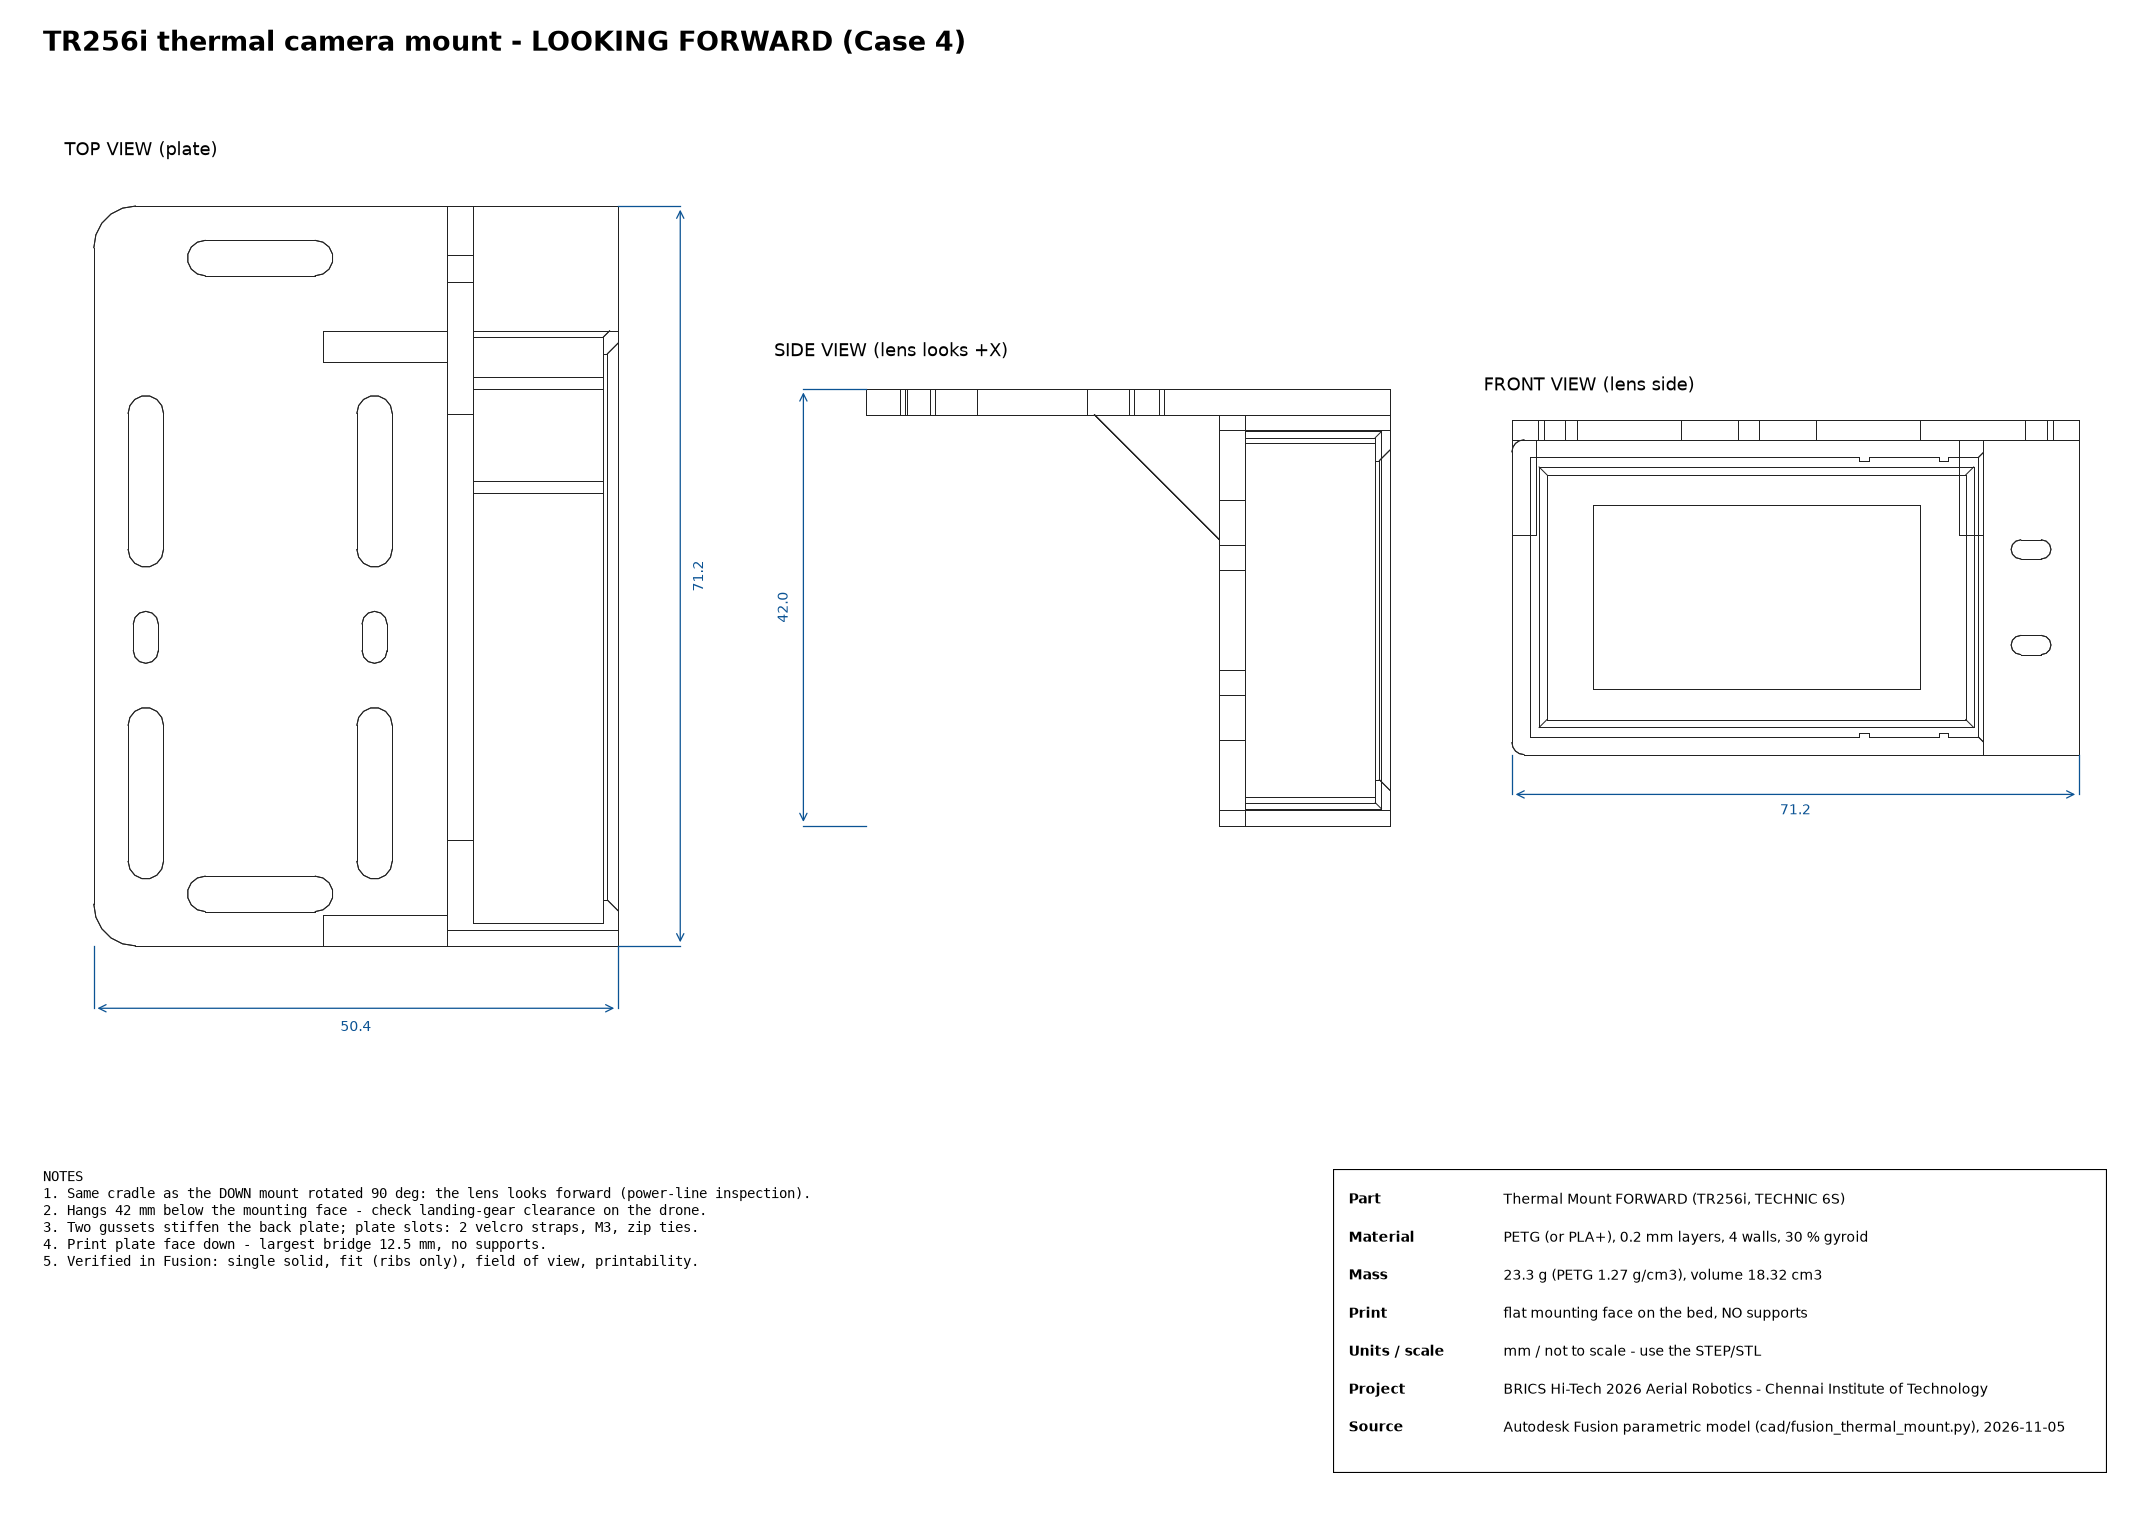 TR256i thermal camera mount - LOOKING FORWARD (Case 4)
TOP VIEW (plate)
SIDE VIEW (lens looks +X)
FRONT VIEW (lens side)
71.2
50.4
42.0
71.2
NOTES
1. Same cradle as the DOWN mount rotated 90 deg: the lens looks forward (power-line inspection).
2. Hangs 42 mm below the mounting face - check landing-gear clearance on the drone.
3. Two gussets stiffen the back plate; plate slots: 2 velcro straps, M3, zip ties.
4. Print plate face down - largest bridge 12.5 mm, no supports.
5. Verified in Fusion: single solid, fit (ribs only), field of view, printability.
Part Thermal Mount FORWARD (TR256i, TECHNIC 6S)
Material PETG (or PLA+), 0.2 mm layers, 4 walls, 30 % gyroid
Mass 23.3 g (PETG 1.27 g/cm3), volume 18.32 cm3
Print flat mounting face on the bed, NO supports
Units / scale mm / not to scale - use the STEP/STL
Project BRICS Hi-Tech 2026 Aerial Robotics - Chennai Institute of Technology
Source Autodesk Fusion parametric model (cad/fusion_thermal_mount.py), 2026-11-05